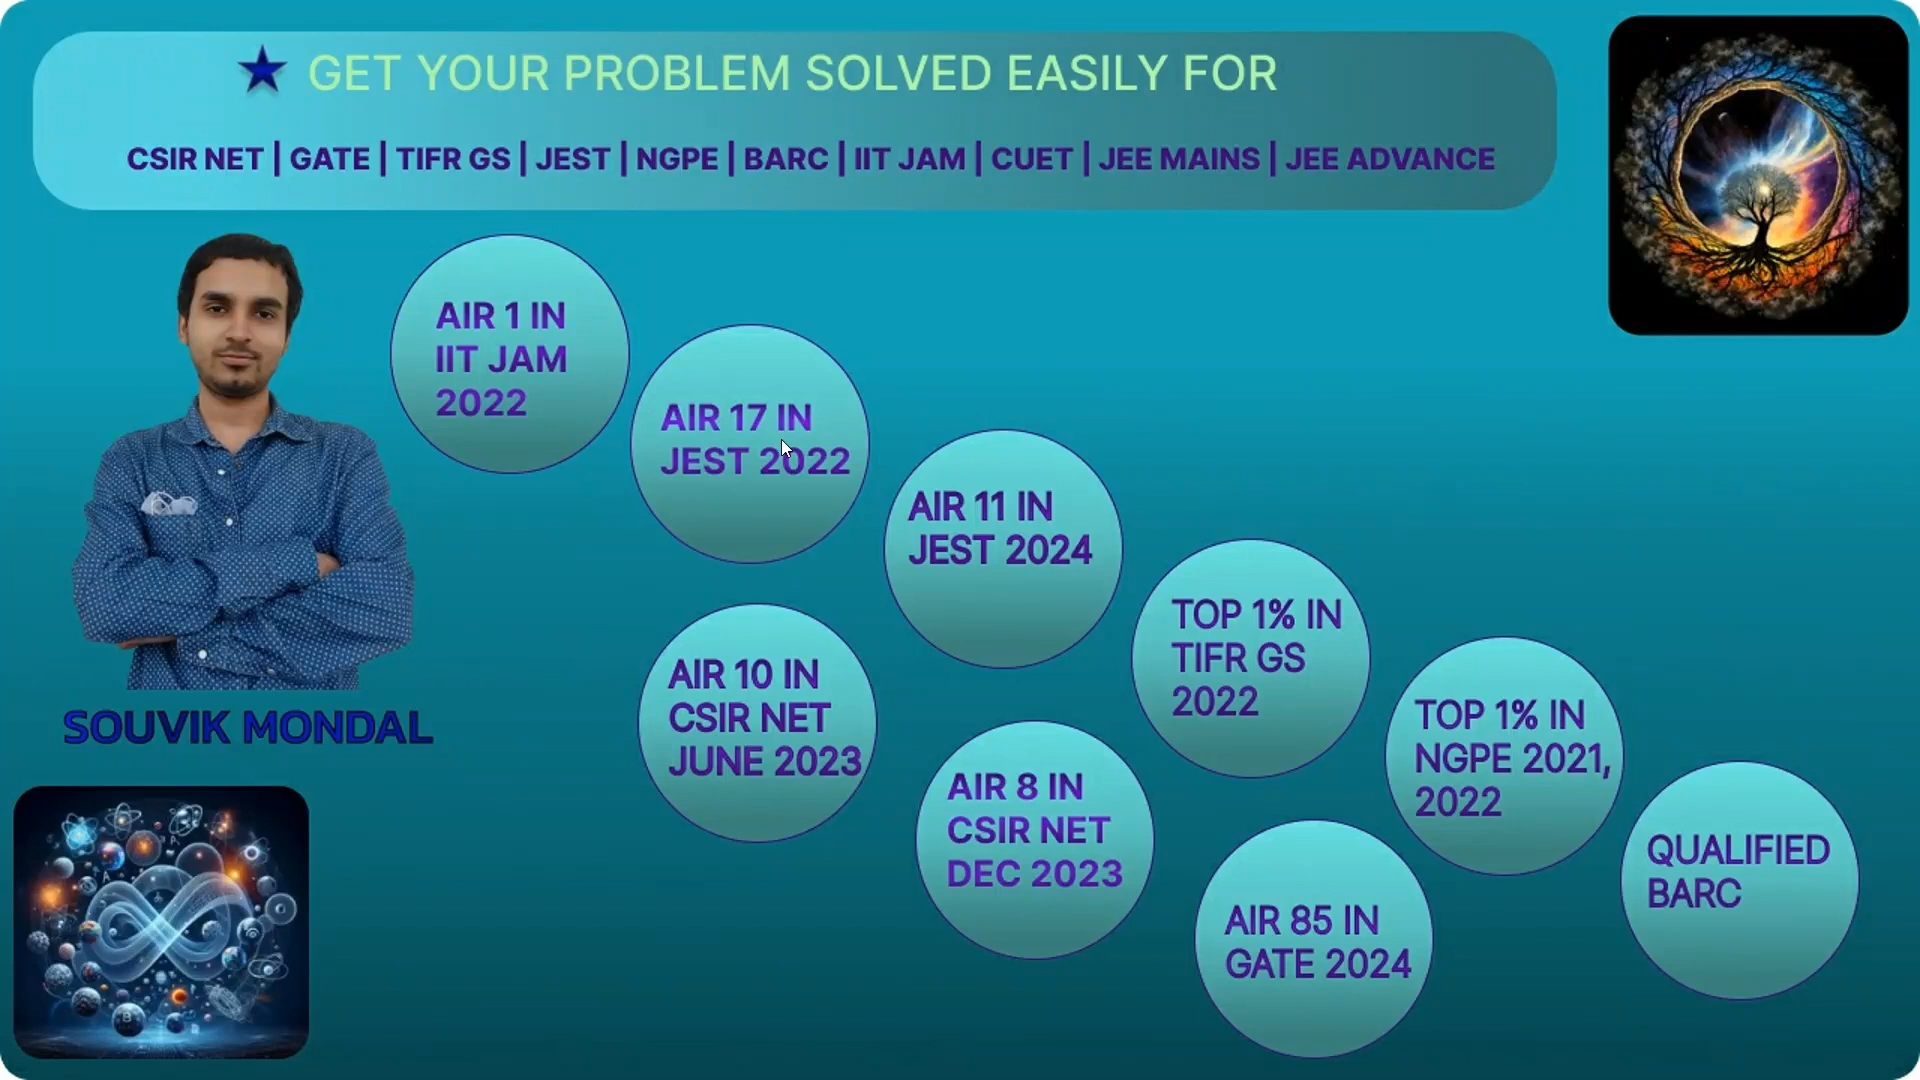 GET YOUR PROBLEM SOLVED EASILY FOR
CSIR NET | GATE | TIFR GS | JEST | NGPE | BARC | IIT JAM | CUET | JEE MAINS | JEE ADVANCE
AIR 1 IN
IIT JAM
2022
AIR 17 IN
JEST 2022
AIR 11 IN
JEST 2024
TOP 1% IN
TIFR GS
2022
TOP 1% IN
NGPE 2021,
2022
QUALIFIED
BARC
AIR 10 IN
CSIR NET
JUNE 2023
AIR 8 IN
CSIR NET
DEC 2023
AIR 85 IN
GATE 2024
SOUVIK MONDAL